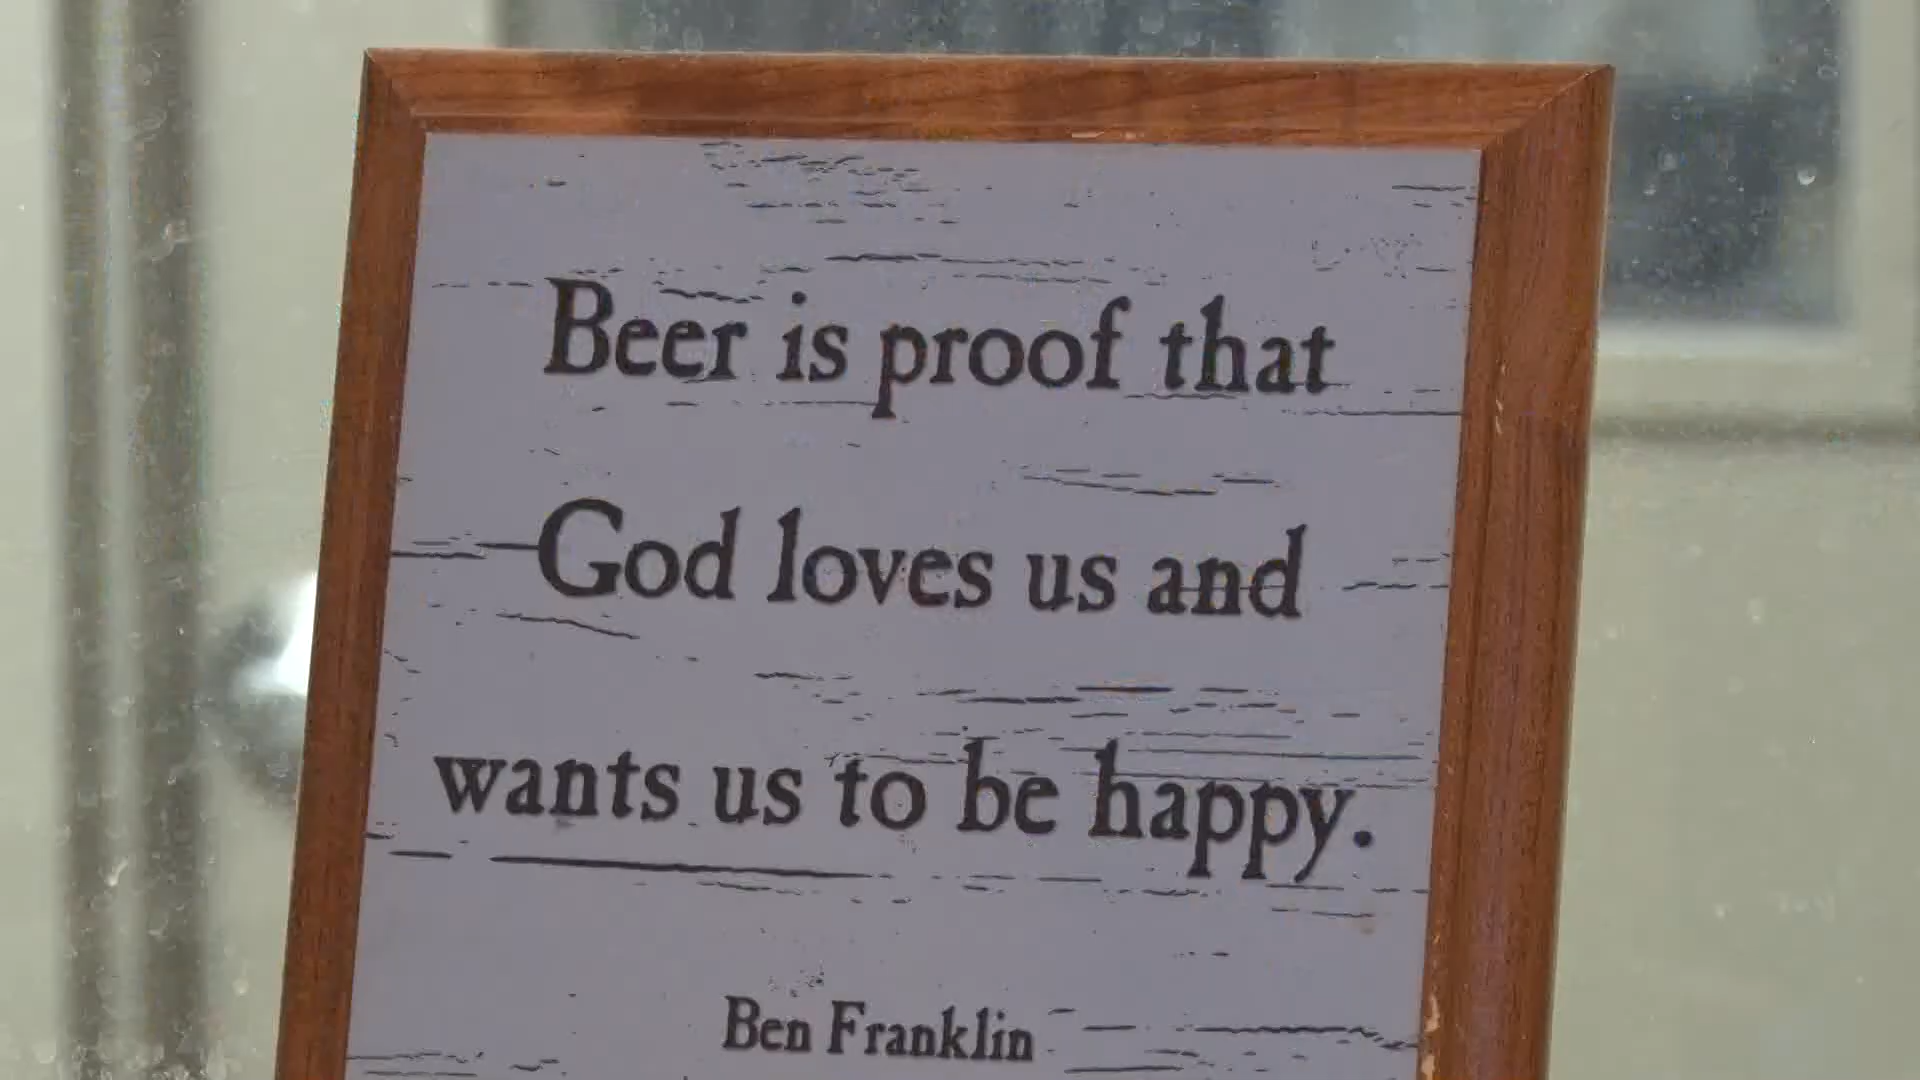 Beer is proof that
God loves us and
wants us to be happy.
Ben Franklin